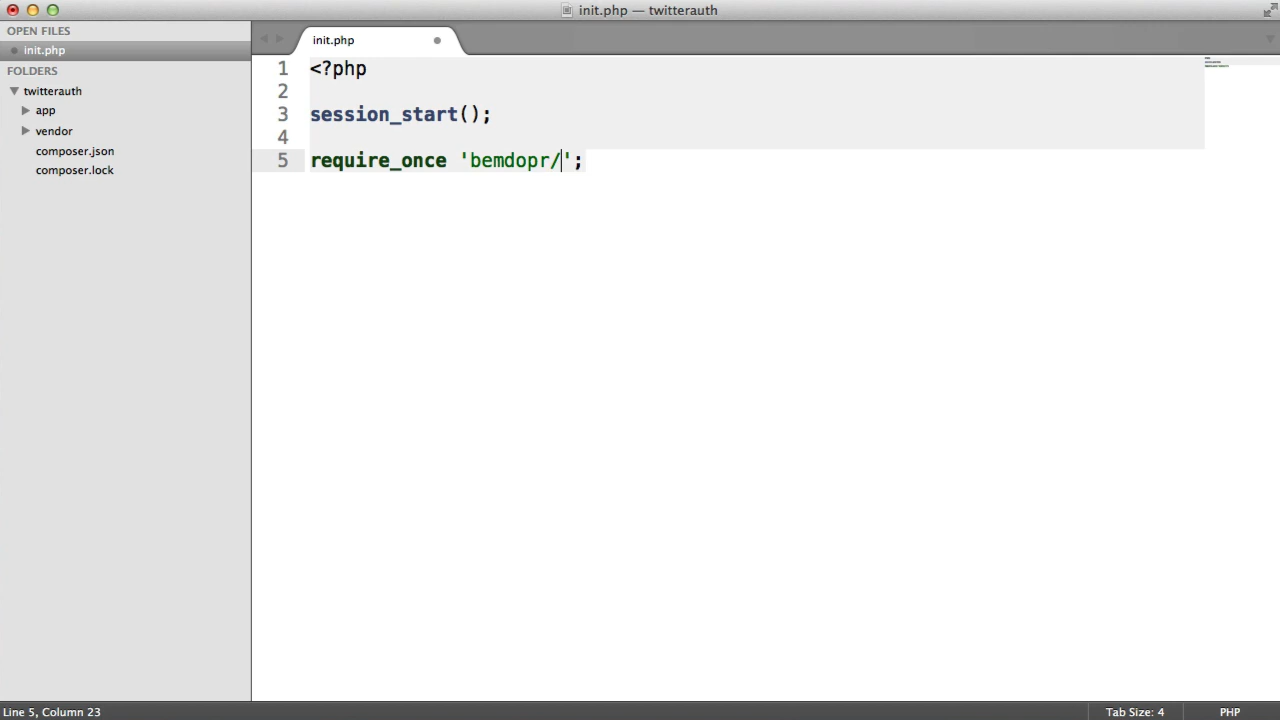 init.php — twitterauth
OPEN FILES
init.php
FOLDERS
twitterauth
app
vendor
composer.json
composer.lock
init.php
1 <?php
2
3 session_start();
4
5 require_once 'bemdopr/';
Line 5, Column 23
Tab Size: 4
PHP